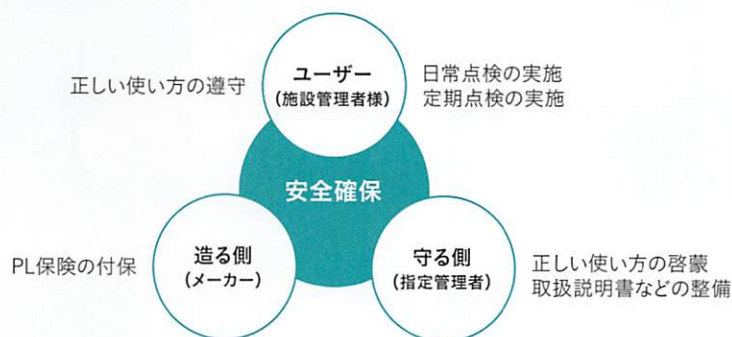 ユーザー
(施設管理者様)
正しい使い方の遵守
日常点検の実施
定期点検の実施
安全確保
造る側
(メーカー)
PL保険の付保
守る側
(指定管理者)
正しい使い方の啓蒙
取扱説明書などの整備